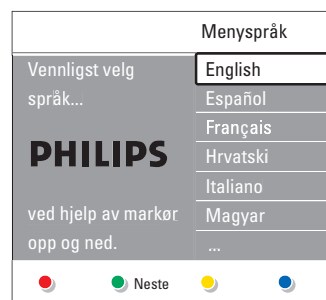 Menyspråk
Vennligst velg
språk...
PHILIPS
ved hjelp av markør
opp og ned.
English
Español
Français
Hrvatski
Italiano
Magyar
...
Neste